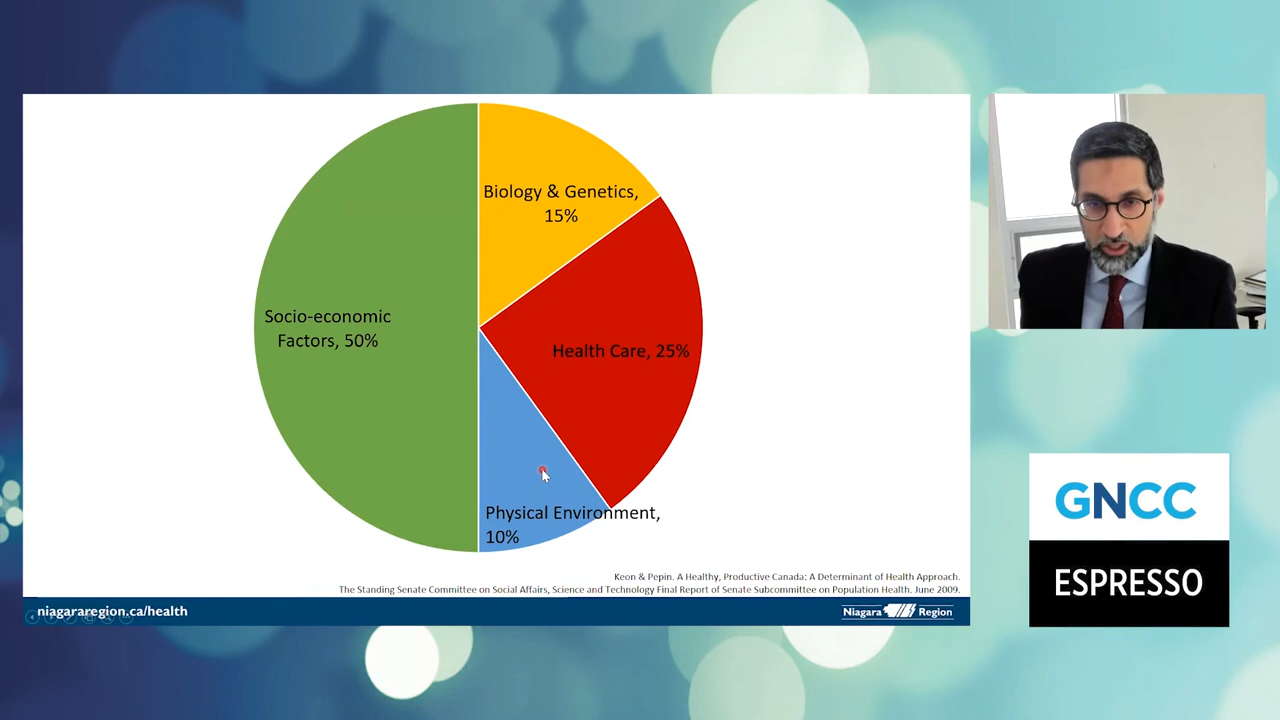 Biology & Genetics,
15%
Socio-economic
Factors, 50%
Health Care, 25%
Physical Environment,
10%
Keon & Pepin. A Healthy, Productive Canada: A Determinant of Health Approach.
The Standing Senate Committee on Social Affairs, Science and Technology Final Report of Senate Subcommittee on Population Health. June 2009.
niagararegion.ca/health
Niagara Region
GNCC
ESPRESSO